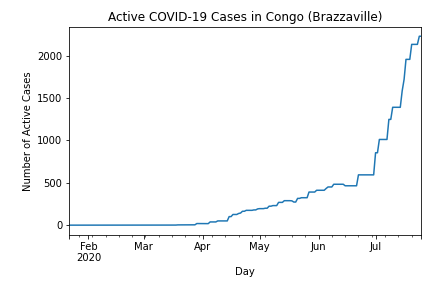 Active COVID-19 Cases in Congo (Brazzaville)
2000
1500
1000
500
0
Number of Active Cases
Feb
2020
Mar
Apr
May
Jun
Jul
Day